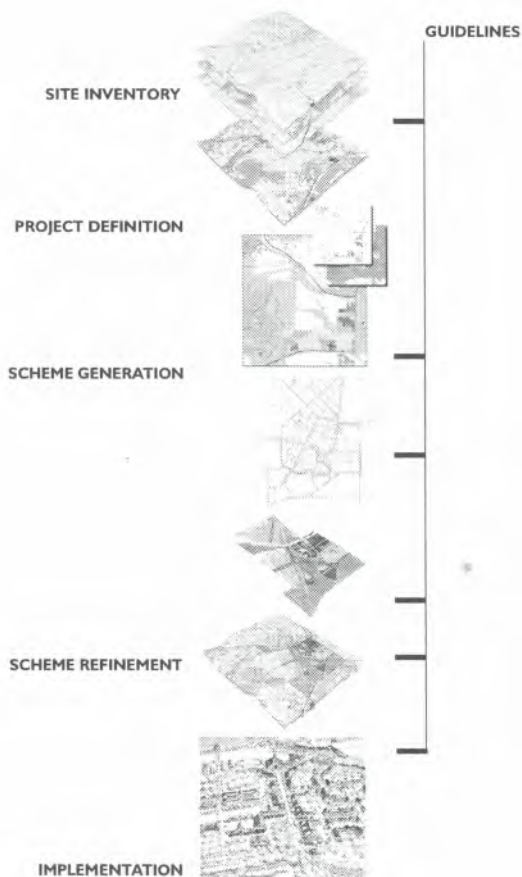 GUIDELINES
SITE INVENTORY
PROJECT DEFINITION
SCHEME GENERATION
SCHEME REFINEMENT
IMPLEMENTATION